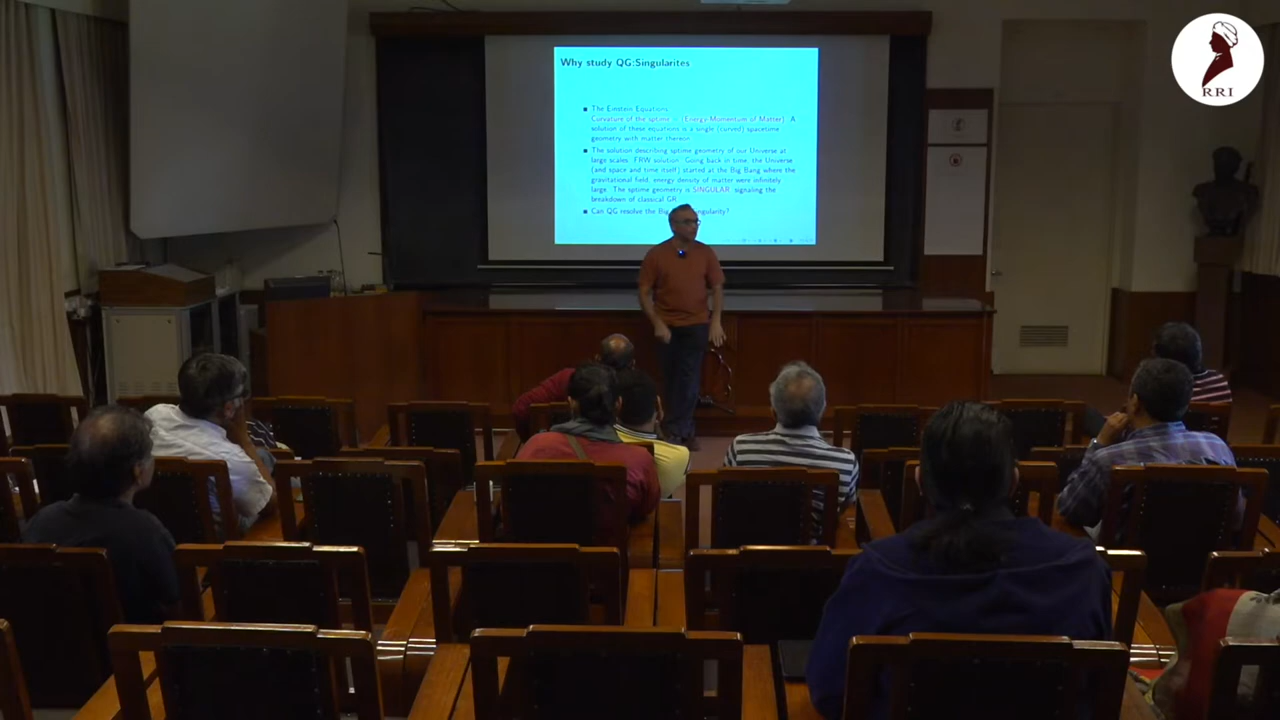 Why study QG:Singularites
The Einstein Equations
Curvature of the sptime = (Energy-Momentum of Matter). A
solution of these equations is a single (curved) spacetime
geometry with matter thereon
The solution describing sptime geometry of our Universe at
large scales: FRW solution. Going back in time, the Universe
(and space and time itself) started at the Big Bang where the
gravitational field, energy density of matter were infinitely
large. The sptime geometry is SINGULAR signaling the
breakdown of classical GR
Can QG resolve the Big Singularity?
RRI